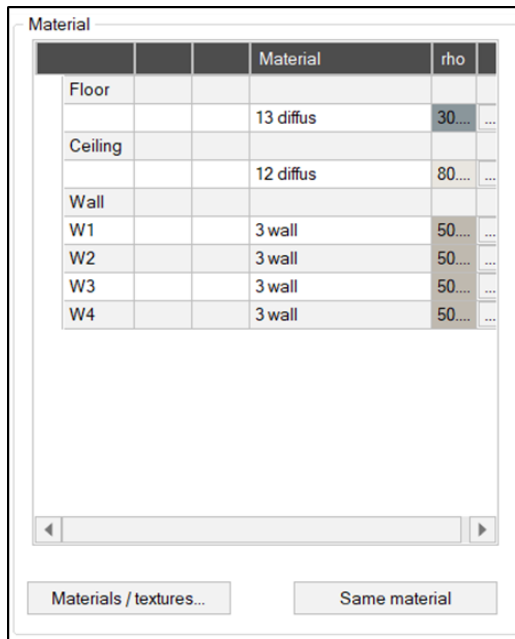 Material
Material rho
Floor
13 diffus 30.... ...
Ceiling
12 diffus 80.... ...
Wall
W1 3 wall 50.... ...
W2 3 wall 50.... ...
W3 3 wall 50.... ...
W4 3 wall 50.... ...
Materials / textures... Same material